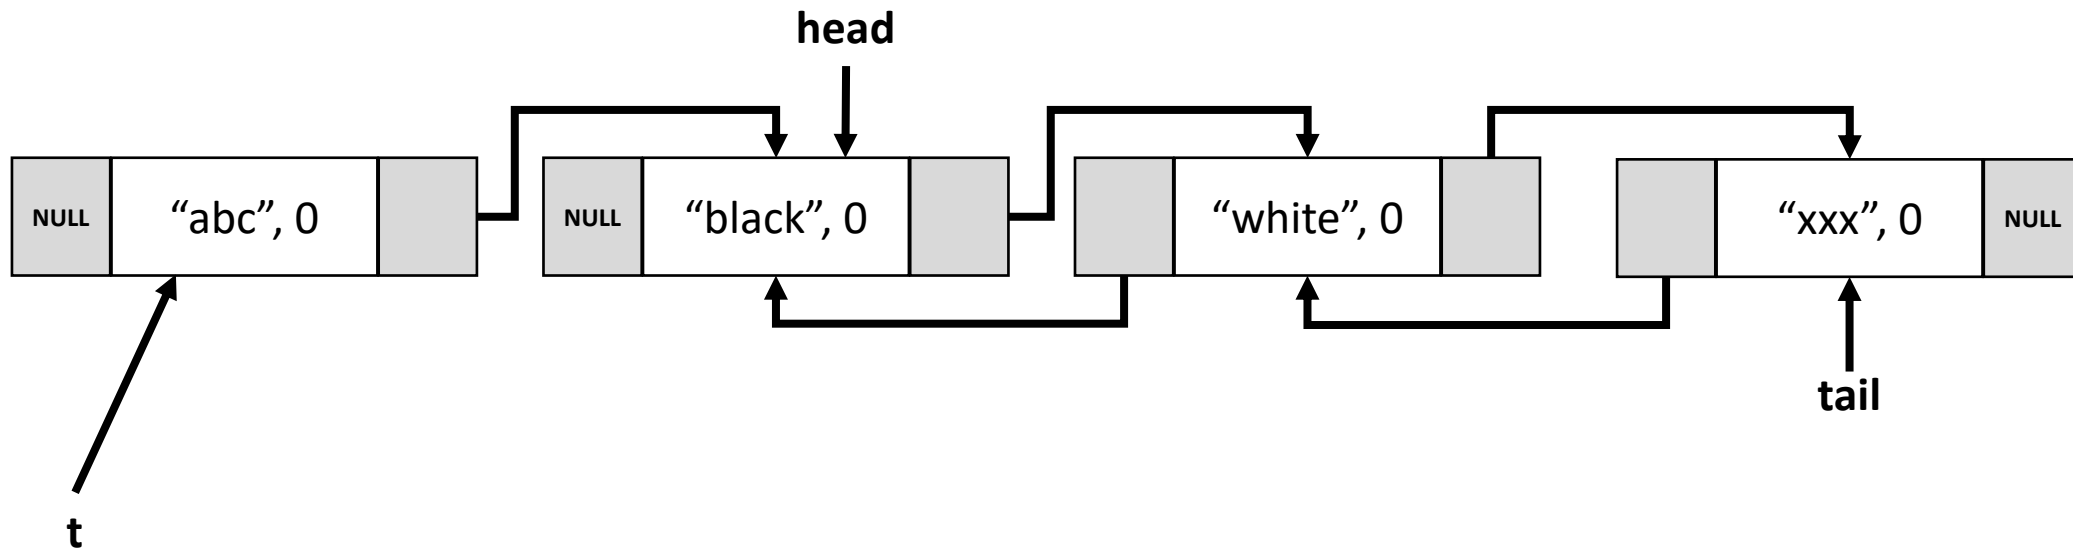 head
NULL “abc”, 0 NULL “black”, 0 “white”, 0 “xxx”, 0 NULL
tail
t